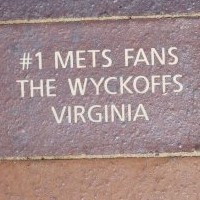 #1 METS FANS
THE WYCKOFFS
VIRGINIA